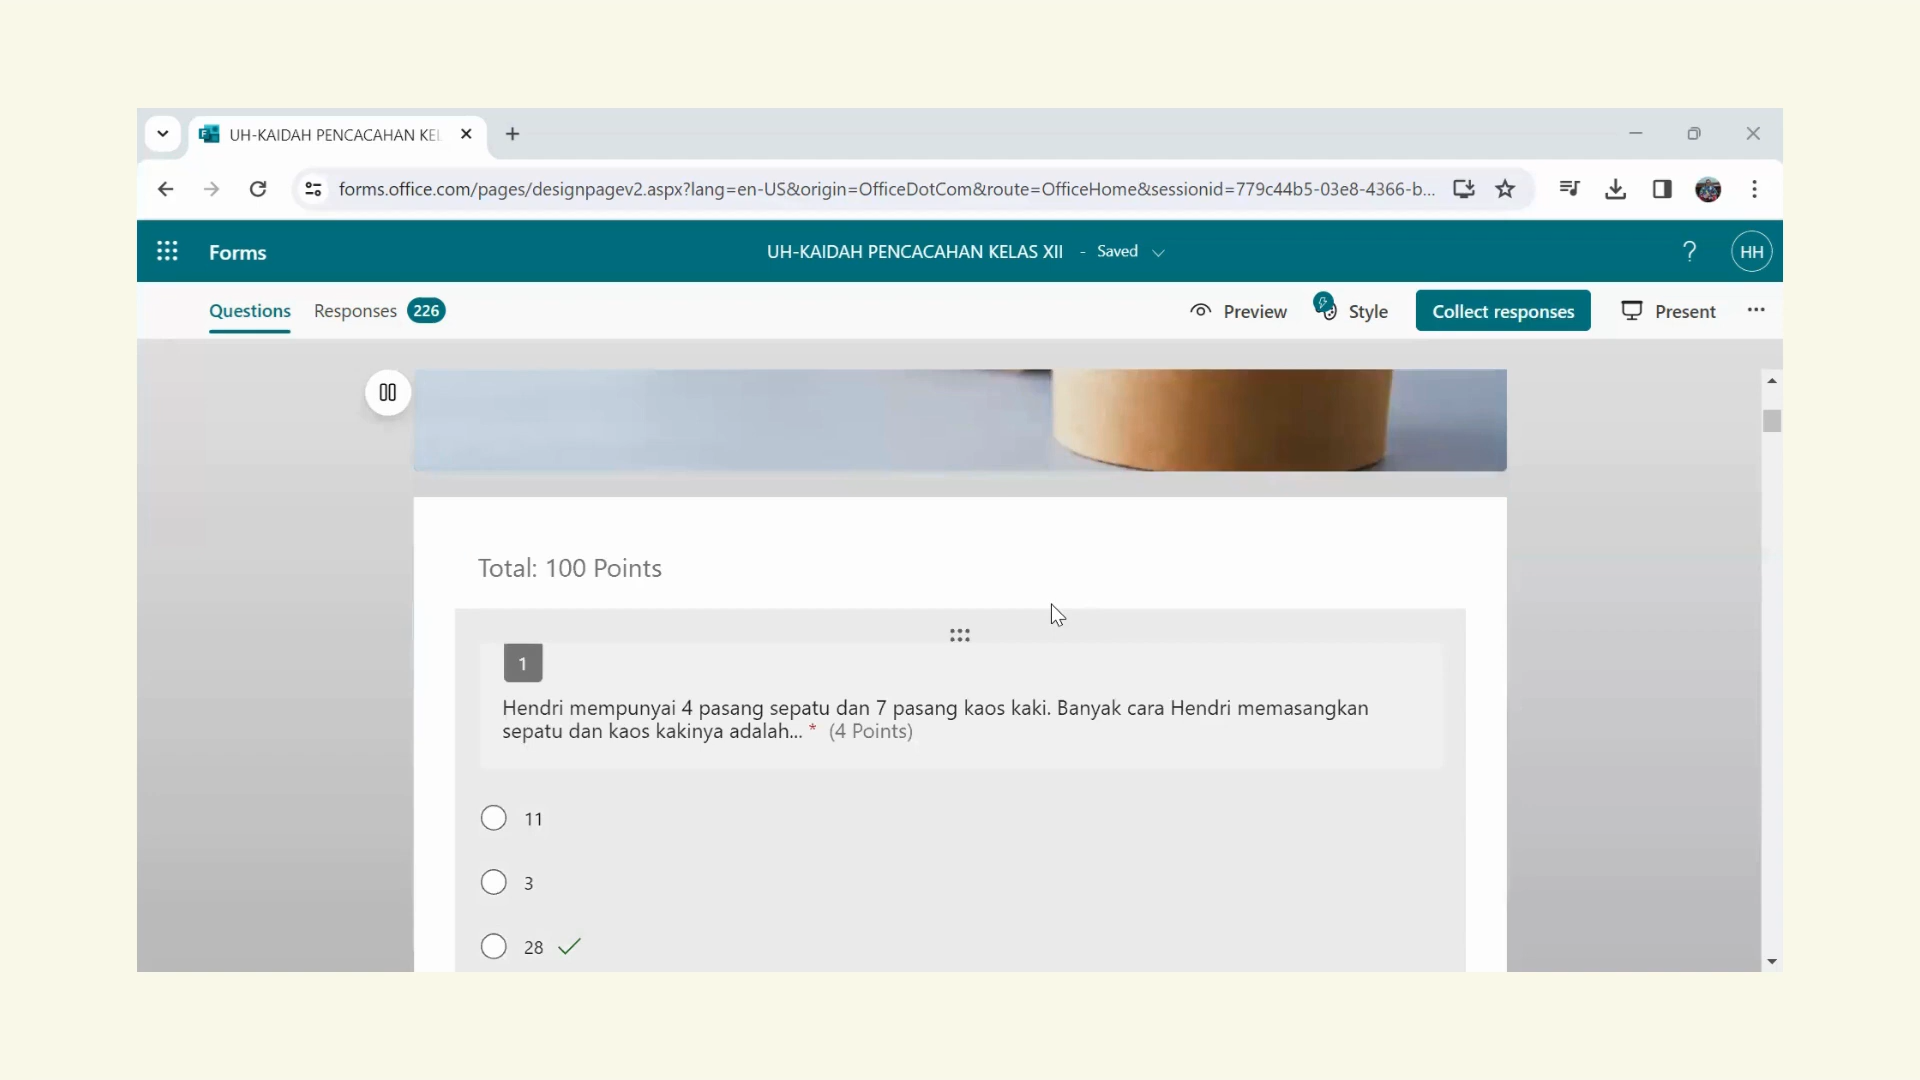 UH-KAIDAH PENCACAHAN KEL
forms.office.com/pages/designpagev2.aspx?lang=en-US&origin=OfficeDotCom&route=OfficeHome&sessionid=779c44b5-03e8-4366-b...
Forms
UH-KAIDAH PENCACAHAN KELAS XII - Saved
? HH
Questions Responses 226
Preview Style Collect responses Present ...
Total: 100 Points
1
Hendri mempunyai 4 pasang sepatu dan 7 pasang kaos kaki. Banyak cara Hendri memasangkan
sepatu dan kaos kakinya adalah... * (4 Points)
11
3
28